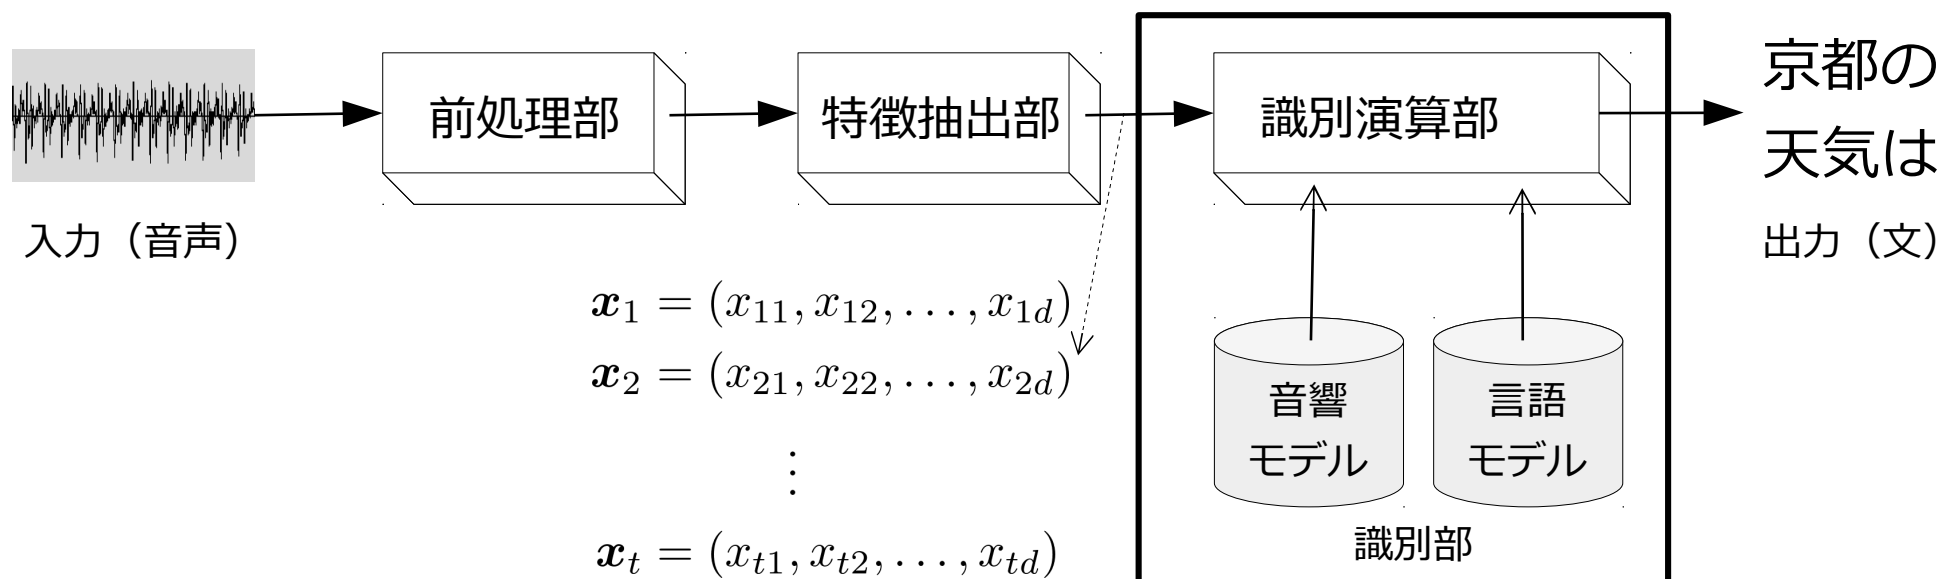 入力（音声）
前処理部
特徴抽出部
識別演算部
京都の
天気は
出力（文）
x₁ = (x₁₁, x₁₂, . . . , x₁d)
x₂ = (x₂₁, x₂₂, . . . , x₂d)
⋮
xₜ = (xₜ₁, xₜ₂, . . . , xₜd)
音響
モデル
言語
モデル
識別部